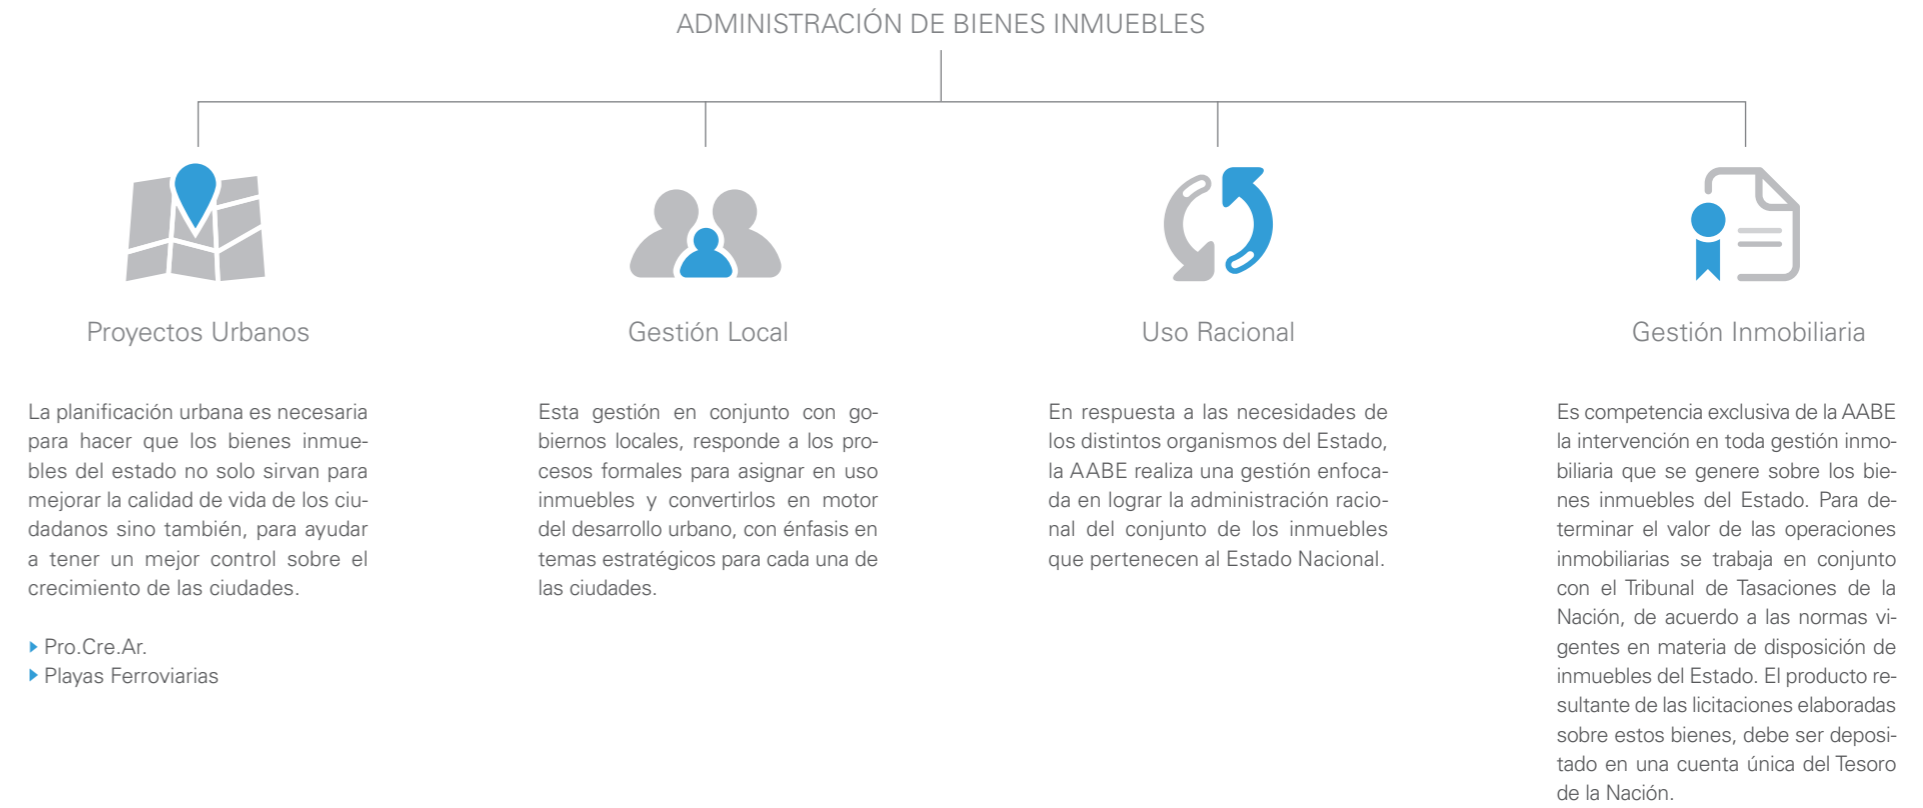 ADMINISTRACIÓN DE BIENES INMUEBLES
Proyectos Urbanos
La planificación urbana es necesaria
para hacer que los bienes inmue-
bles del estado no solo sirvan para
mejorar la calidad de vida de los ciu-
dadanos sino también, para ayudar
a tener un mejor control sobre el
crecimiento de las ciudades.
Pro.Cre.Ar.
Playas Ferroviarias
Gestión Local
Esta gestión en conjunto con go-
biernos locales, responde a los pro-
cesos formales para asignar en uso
inmuebles y convertirlos en motor
del desarrollo urbano, con énfasis en
temas estratégicos para cada una de
las ciudades.
Uso Racional
En respuesta a las necesidades de
los distintos organismos del Estado,
la AABE realiza una gestión enfoca-
da en lograr la administración racio-
nal del conjunto de los inmuebles
que pertenecen al Estado Nacional.
Gestión Inmobiliaria
Es competencia exclusiva de la AABE
la intervención en toda gestión inmo-
biliaria que se genere sobre los bie-
nes inmuebles del Estado. Para de-
terminar el valor de las operaciones
inmobiliarias se trabaja en conjunto
con el Tribunal de Tasaciones de la
Nación, de acuerdo a las normas vi-
gentes en materia de disposición de
inmuebles del Estado. El producto re-
sultante de las licitaciones elaboradas
sobre estos bienes, debe ser deposi-
tado en una cuenta única del Tesoro
de la Nación.